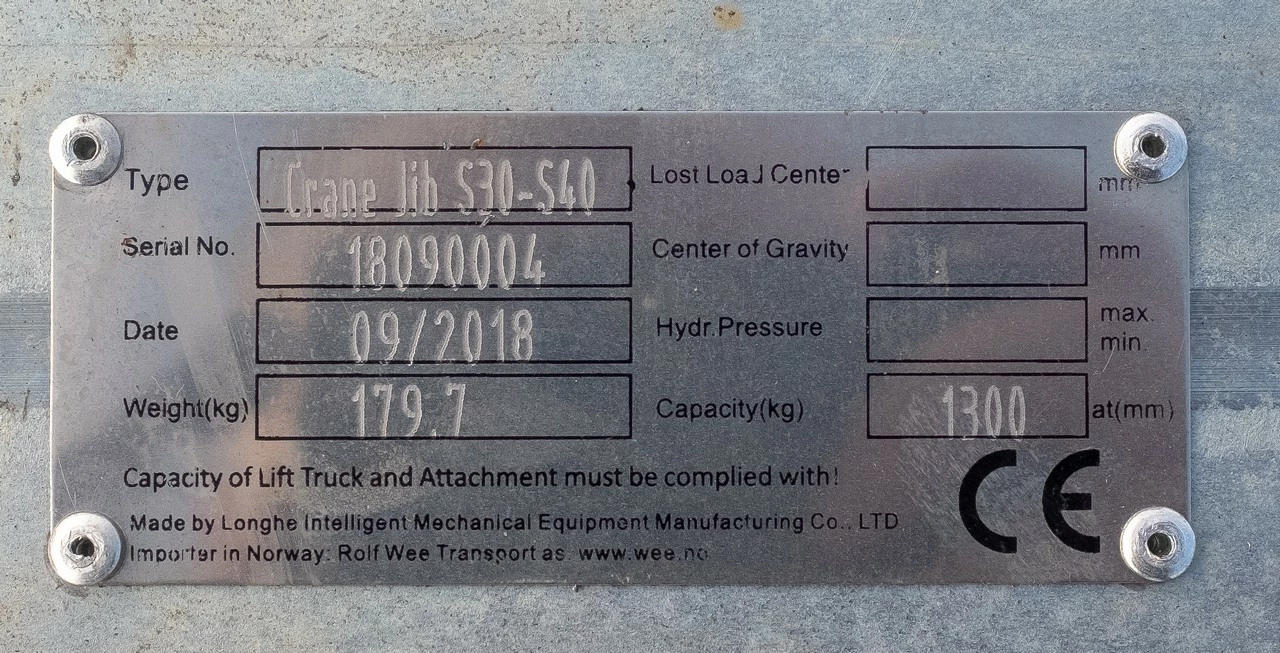 Type Crane Jib S30-S40 Lost Load Center mm
Serial No. 18090004 Center of Gravity mm
Date 09/2018 Hydr.Pressure max. min.
Weight(kg) 179.7 Capacity(kg) 1300 at(mm)
Capacity of Lift Truck and Attachment must be complied with!
Made by Longhe Intelligent Mechanical Equipment Manufacturing Co., LTD
Importer in Norway: Rolf Wee Transport as. www.wee.no
CE